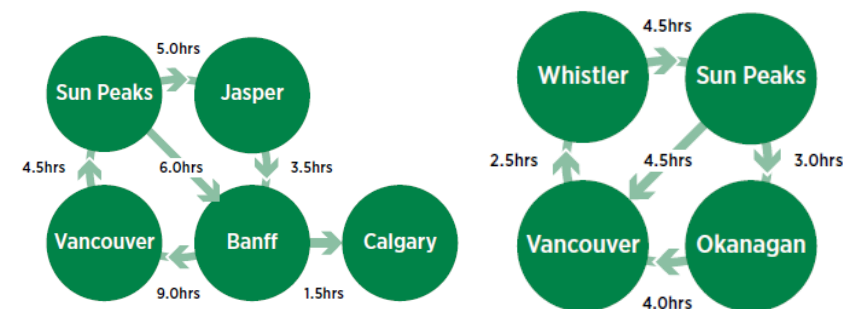 5.0hrs
Sun Peaks
Jasper
4.5hrs
6.0hrs
3.5hrs
Vancouver
Banff
Calgary
9.0hrs
1.5hrs
4.5hrs
Whistler
Sun Peaks
2.5hrs
4.5hrs
3.0hrs
Vancouver
Okanagan
4.0hrs